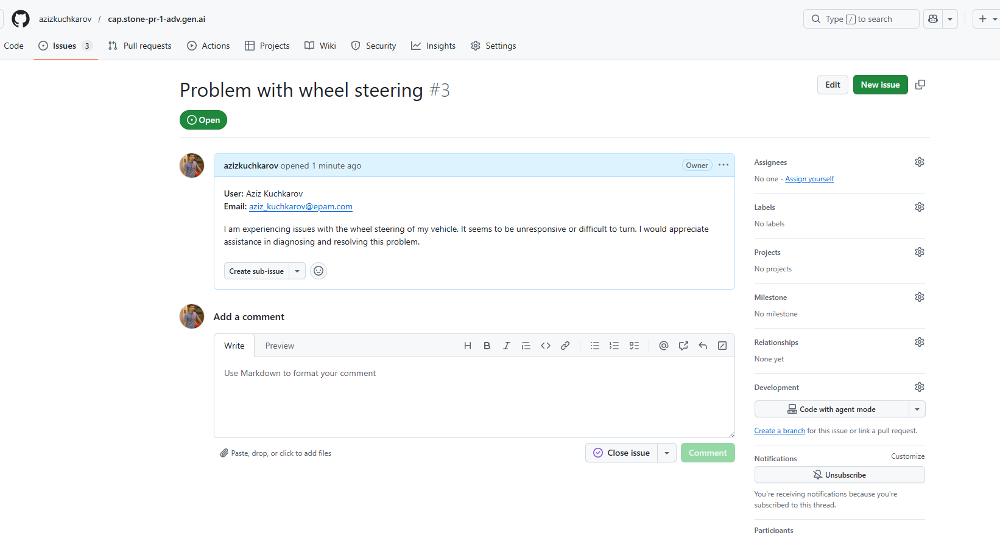 azizkuchkarov / cap.stone-pr-1-adv.gen.ai
Type / to search
Code
Issues 3
Pull requests
Actions
Projects
Wiki
Security
Insights
Settings
Problem with wheel steering #3
Edit
New issue
Open
azizkuchkarov opened 1 minute ago
Owner
User: Aziz Kuchkarov
Email: aziz_kuchkarov@epam.com
I am experiencing issues with the wheel steering of my vehicle. It seems to be unresponsive or difficult to turn. I would appreciate
assistance in diagnosing and resolving this problem.
Create sub-issue
Add a comment
Write
Preview
Use Markdown to format your comment
Paste, drop, or click to add files
Close issue
Comment
Assignees
No one - Assign yourself
Labels
No labels
Projects
No projects
Milestone
No milestone
Relationships
None yet
Development
Code with agent mode
Create a branch for this issue or link a pull request.
Notifications
Customize
Unsubscribe
You're receiving notifications because you're
subscribed to this thread.
Participants